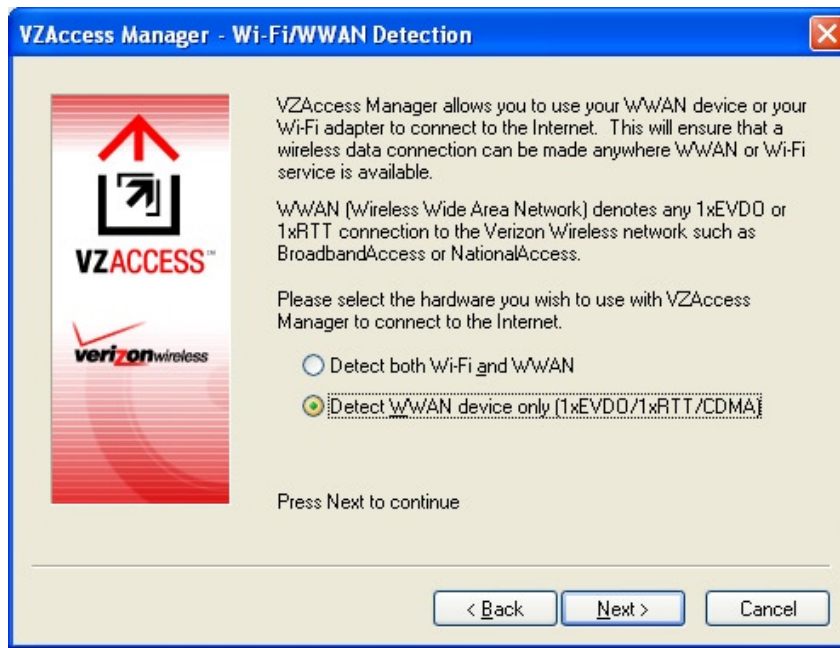 VZAccess Manager - Wi-Fi/WWAN Detection
VZAccess Manager allows you to use your WWAN device or your
Wi-Fi adapter to connect to the Internet. This will ensure that a
wireless data connection can be made anywhere WWAN or Wi-Fi
service is available.
WWAN (Wireless Wide Area Network) denotes any 1xEVDO or
1xRTT connection to the Verizon Wireless network such as
BroadbandAccess or NationalAccess.
Please select the hardware you wish to use with VZAccess
Manager to connect to the Internet.
Detect both Wi-Fi and WWAN
Detect WWAN device only (1xEVDO/1xRTT/CDMA)
Press Next to continue
VZACCESS™
verizonwireless
< Back
Next >
Cancel